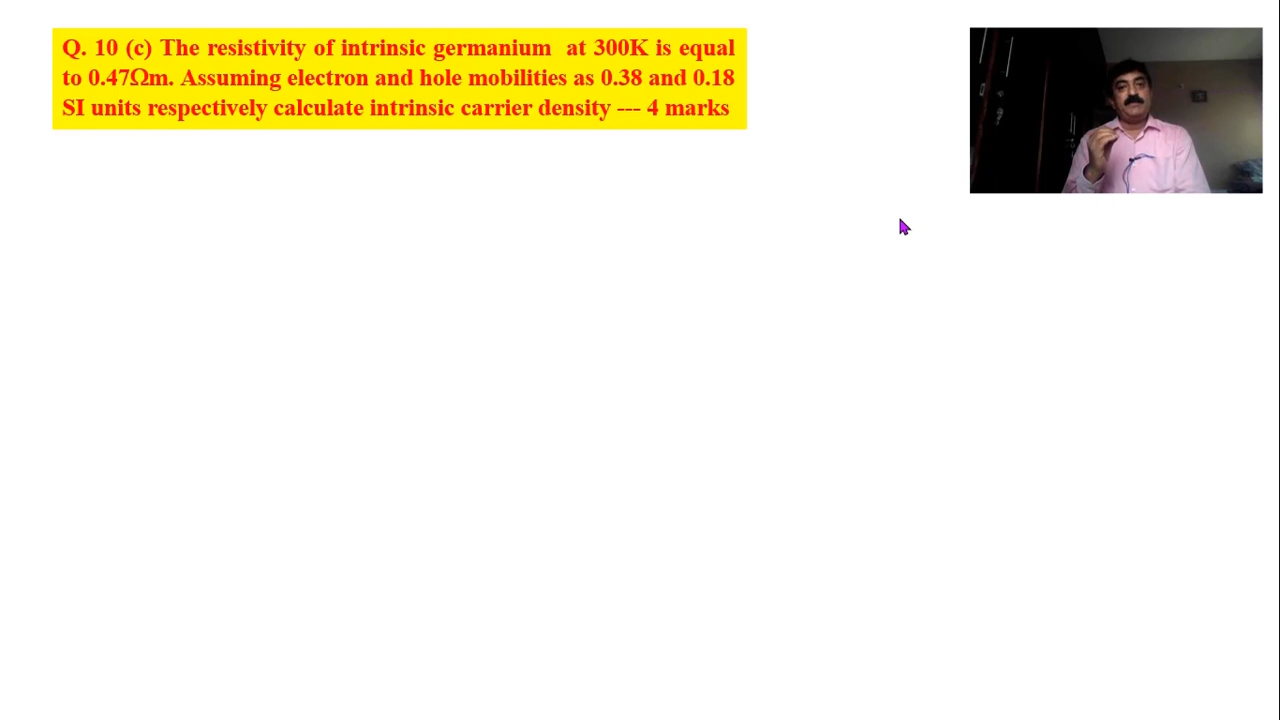 Q. 10 (c) The resistivity of intrinsic germanium at 300K is equal
to 0.47Ωm. Assuming electron and hole mobilities as 0.38 and 0.18
SI units respectively calculate intrinsic carrier density --- 4 marks